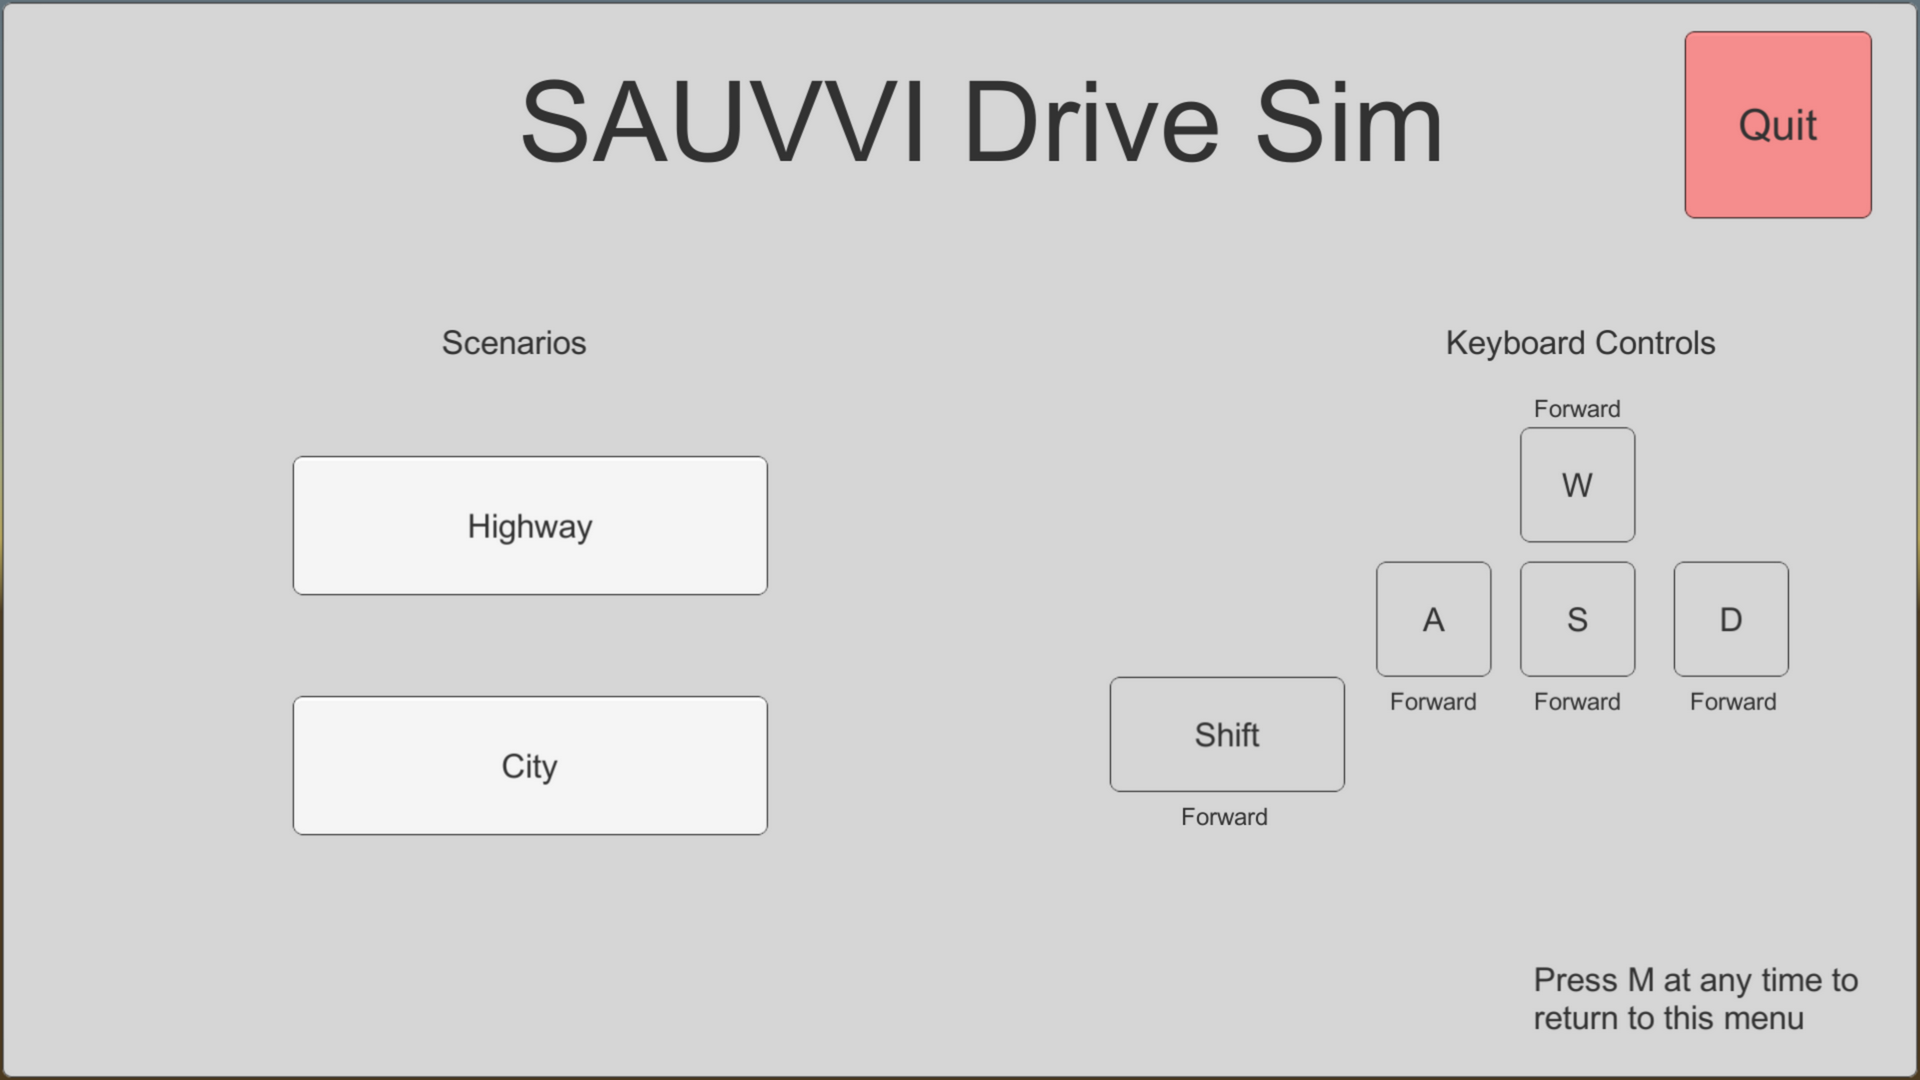 SAUVVI Drive Sim
Quit
Scenarios
Highway
City
Keyboard Controls
Forward
W
A
S
D
Forward
Forward
Forward
Shift
Forward
Press M at any time to
return to this menu